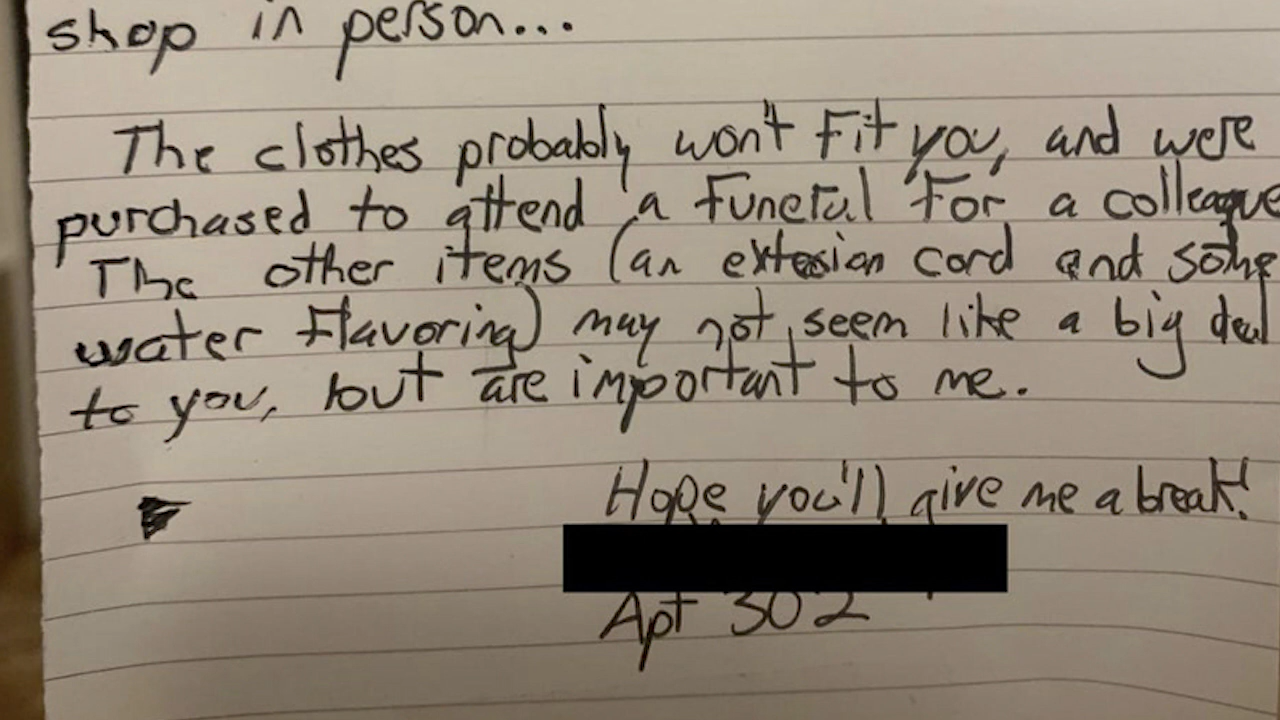 shop in person...
The clothes probably won't fit you, and were
purchased to attend a funeral for a colleague
The other items (an extesion cord and some
water flavoring) may not seem like a big deal
to you, but are important to me.
Hope you'll give me a break!
Apt 302